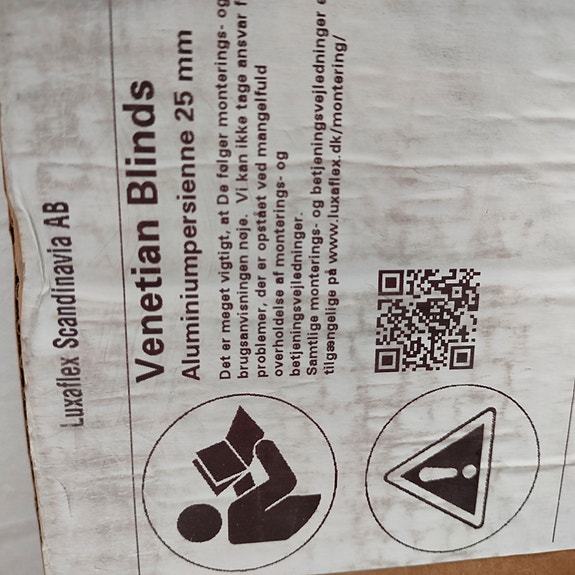 Luxaflex Scandinavia AB
Venetian Blinds
Aluminiumpersienne 25 mm
Det er meget vigtigt, at De følger monterings- og
brugsanvisningen nøje. Vi kan ikke tage ansvar
problemer, der er opstået ved mangelfuld
overholdelse af monterings- og
betjeningsvejledninger.
Samtlige monterings- og betjeningsvejledninger
tilgængelige på www.luxaflex.dk/montering/